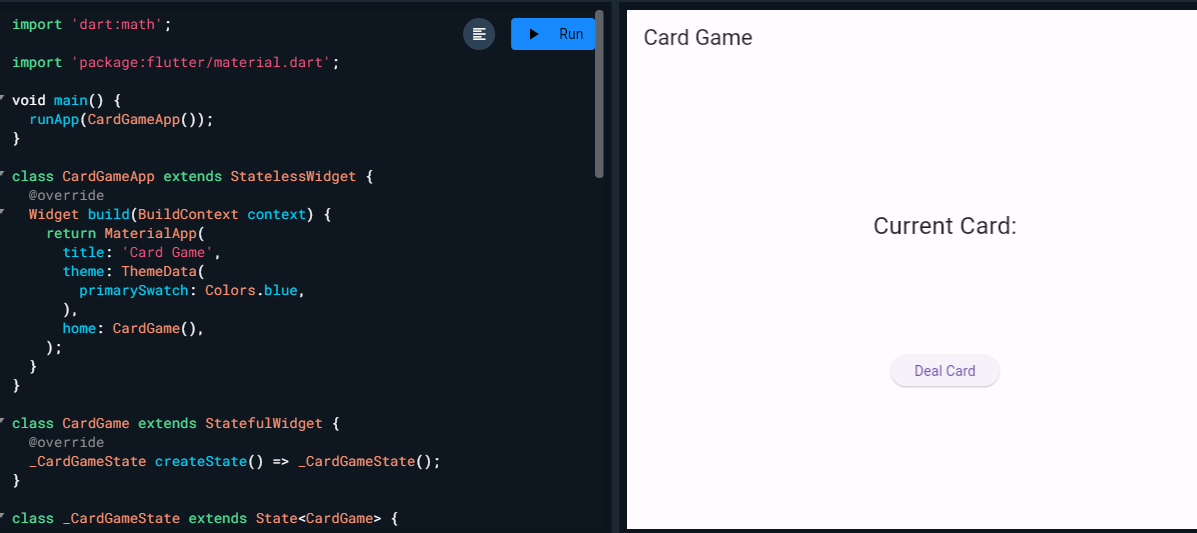 import 'dart:math';
import 'package:flutter/material.dart';
void main() {
  runApp(CardGameApp());
}
class CardGameApp extends StatelessWidget {
  @override
  Widget build(BuildContext context) {
    return MaterialApp(
      title: 'Card Game',
      theme: ThemeData(
        primarySwatch: Colors.blue,
      ),
      home: CardGame(),
    );
  }
}
class CardGame extends StatefulWidget {
  @override
  _CardGameState createState() => _CardGameState();
}
class _CardGameState extends State<CardGame> {
Run
Card Game
Current Card:
Deal Card